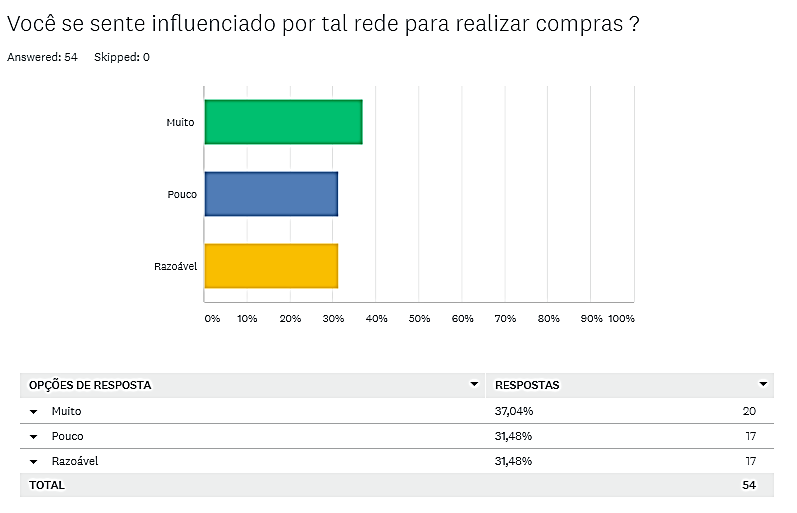 Você se sente influenciado por tal rede para realizar compras ?
Answered: 54 Skipped: 0
Muito
Pouco
Razoável
0% 10% 20% 30% 40% 50% 60% 70% 80% 90% 100%
OPÇÕES DE RESPOSTA RESPOSTAS
Muito 37,04% 20
Pouco 31,48% 17
Razoável 31,48% 17
TOTAL 54